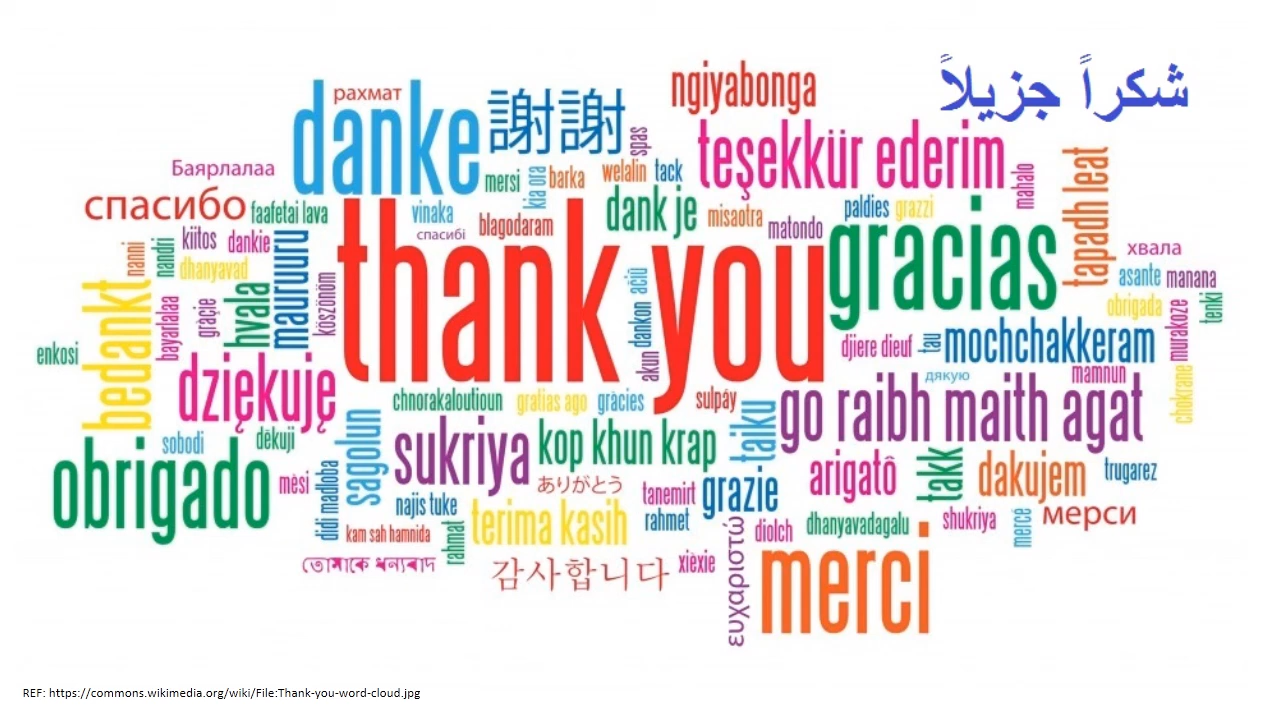 شكراً جزيلاً
ngiyabonga
рахмат
danke
謝謝
spas
teşekkür ederim
tapadh leat
Баярлалаа
mersi
kia ora
barka
welalin
tack
mahalo
спасибо
faafetai lava
vinaka
спасибі
blagodaram
dank je
misaotra
matondo
paldies
grazzi
gracias
хвала
nanni
nandri
kiitos
dankie
dhanyavad
mauruuru
köszönöm
thank you
akun
dankon
ačiū
asante
manana
obrigada
tenki
enkosi
bedankt
bayarlalaa
gracie
hvala
djiere dieuf
tau
mochchakkeram
murakoze
dziękuję
дякую
mamnun
chokrane
chnorakaloutioun
gratias ago
gràcies
sulpáy
taiku
go raibh maith agat
obrigado
sobodi
děkuji
mèsi
didi madloba
sagolun
sukriya
kop khun krap
ありがとう
arigatô
takk
dakujem
trugarez
najis tuke
kam sah hamnida
rahmat
terima kasih
tanemirt
rahmet
grazie
diolch
dhanyavadagalu
shukriya
mercé
мерси
তোমাকে ধন্যবাদ
감사합니다
xièxie
ευχαριστώ
merci
REF: https://commons.wikimedia.org/wiki/File:Thank-you-word-cloud.jpg